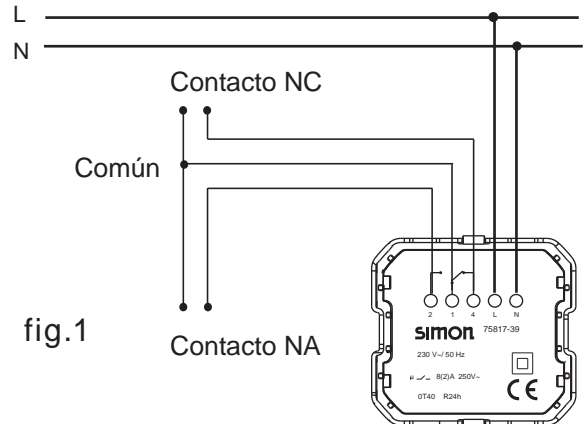 L
N
Contacto NC
Común
fig.1
Contacto NA
2 1 4 L N
SIMON 75817-39
230 V~/ 50 Hz
μ 8(2)A 250V~
0T40 R24h
CE